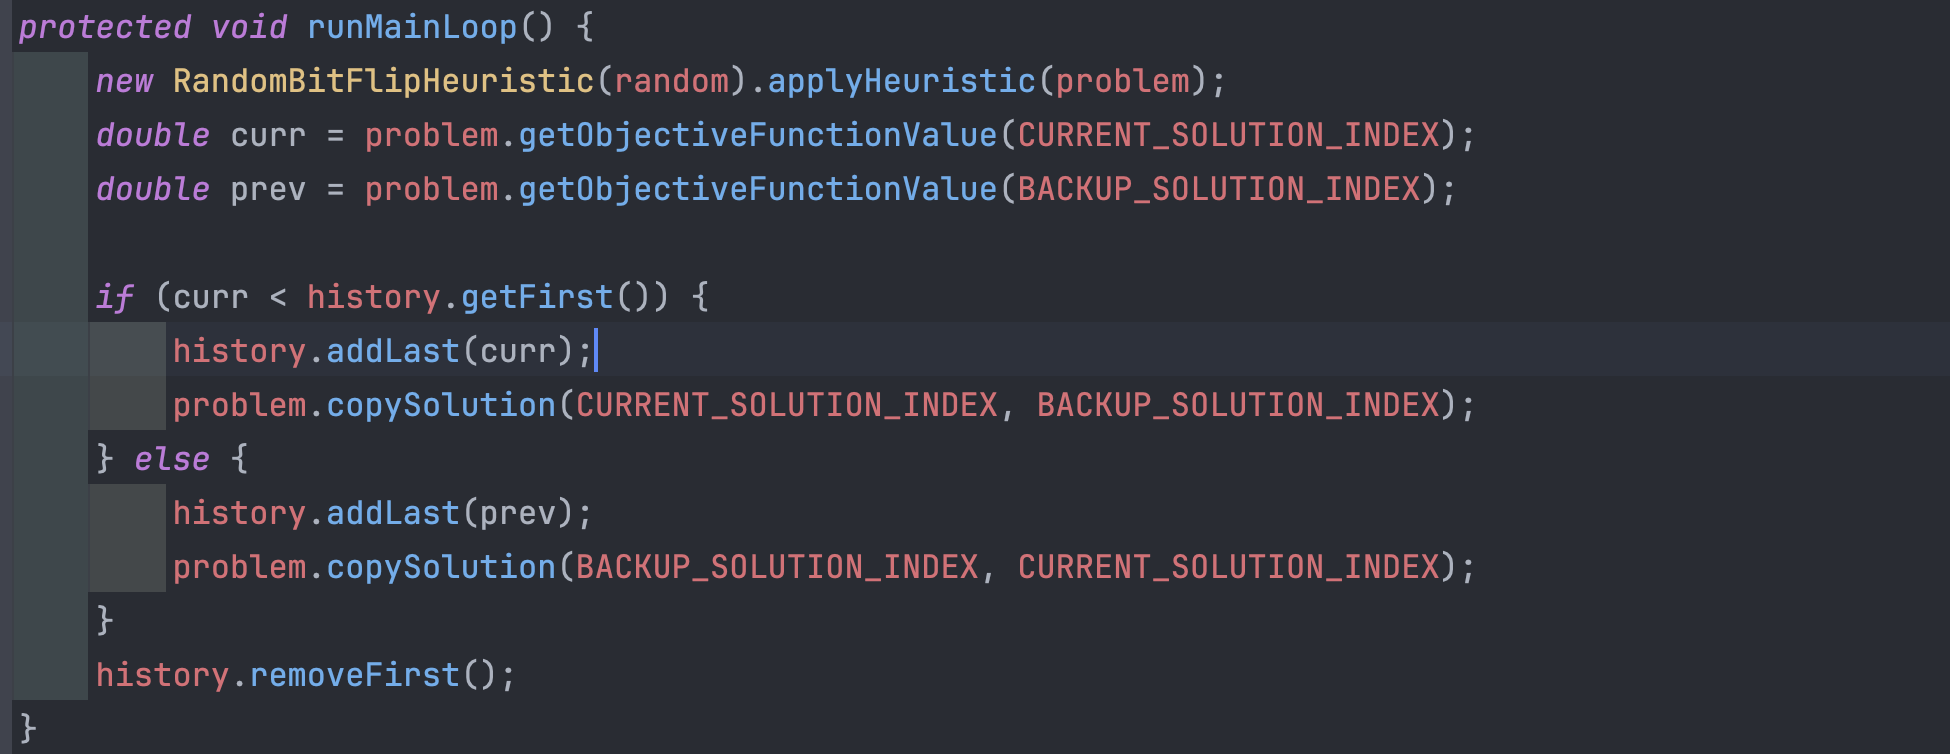 protected void runMainLoop() {
new RandomBitFlipHeuristic(random).applyHeuristic(problem);
double curr = problem.getObjectiveFunctionValue(CURRENT_SOLUTION_INDEX);
double prev = problem.getObjectiveFunctionValue(BACKUP_SOLUTION_INDEX);
if (curr < history.getFirst()) {
history.addLast(curr);
problem.copySolution(CURRENT_SOLUTION_INDEX, BACKUP_SOLUTION_INDEX);
} else {
history.addLast(prev);
problem.copySolution(BACKUP_SOLUTION_INDEX, CURRENT_SOLUTION_INDEX);
}
history.removeFirst();
}